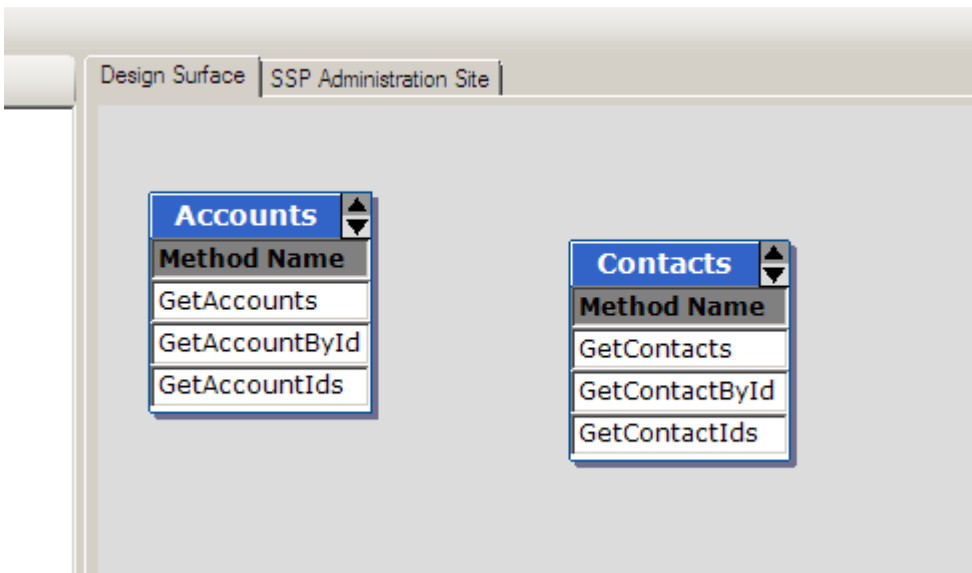 Design Surface
SSP Administration Site
Accounts
Method Name
GetAccounts
GetAccountById
GetAccountIds
Contacts
Method Name
GetContacts
GetContactById
GetContactIds